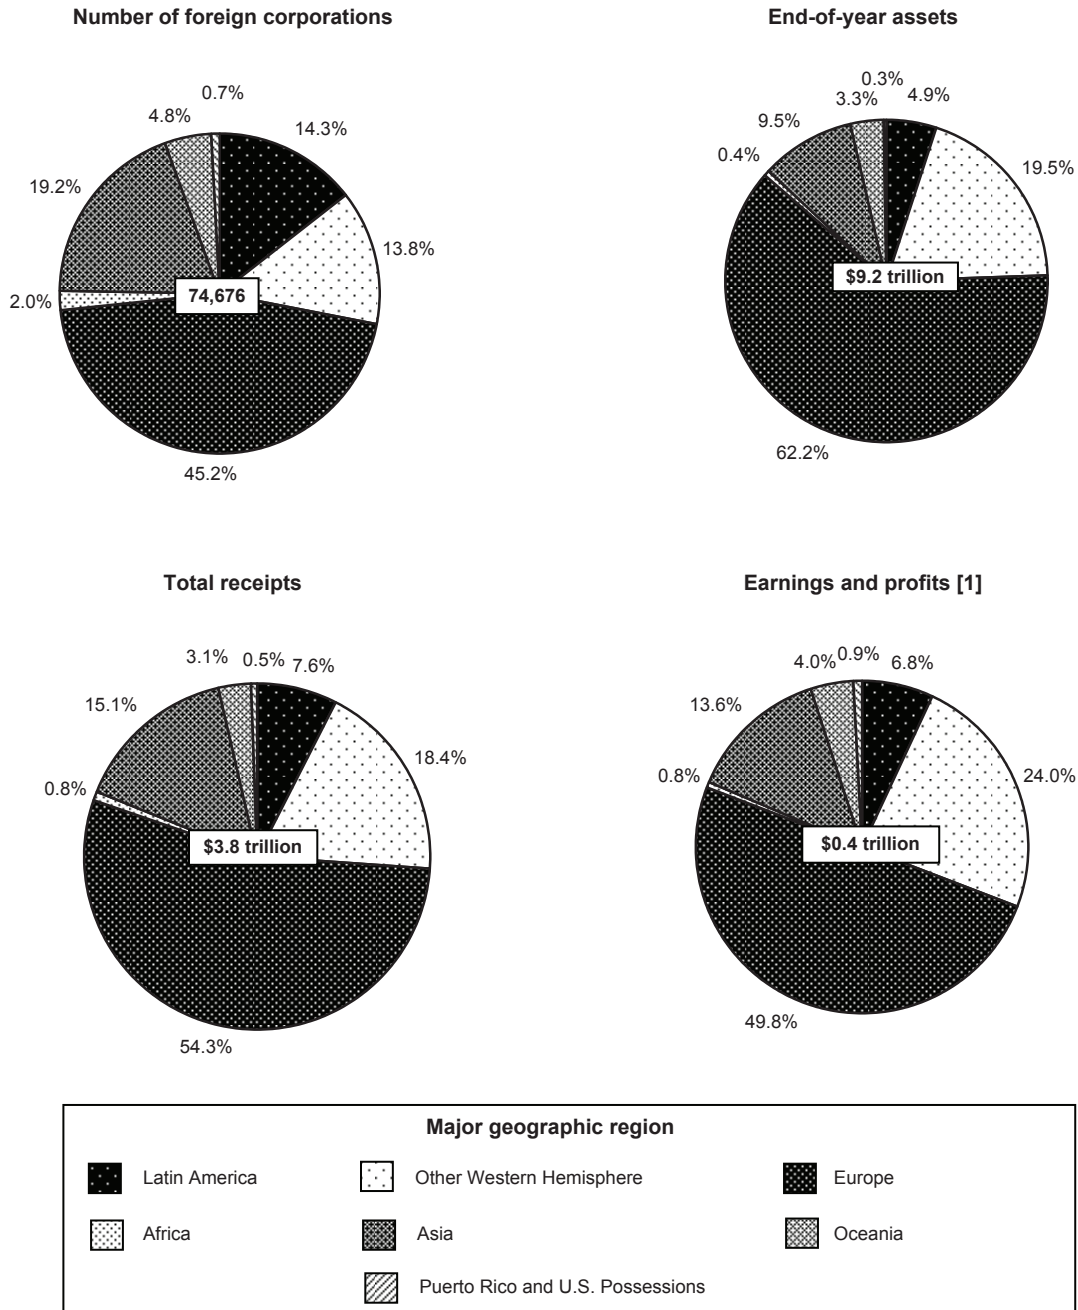 Number of foreign corporations
End-of-year assets
0.7%
4.8%
14.3%
19.2%
13.8%
74,676
2.0%
45.2%
0.3%
3.3%
4.9%
9.5%
0.4%
19.5%
$9.2 trillion
62.2%
Total receipts
Earnings and profits [1]
3.1%
0.5%
7.6%
15.1%
18.4%
0.8%
$3.8 trillion
54.3%
4.0%
0.9%
6.8%
13.6%
0.8%
24.0%
$0.4 trillion
49.8%
Major geographic region
Latin America
Other Western Hemisphere
Europe
Africa
Asia
Oceania
Puerto Rico and U.S. Possessions